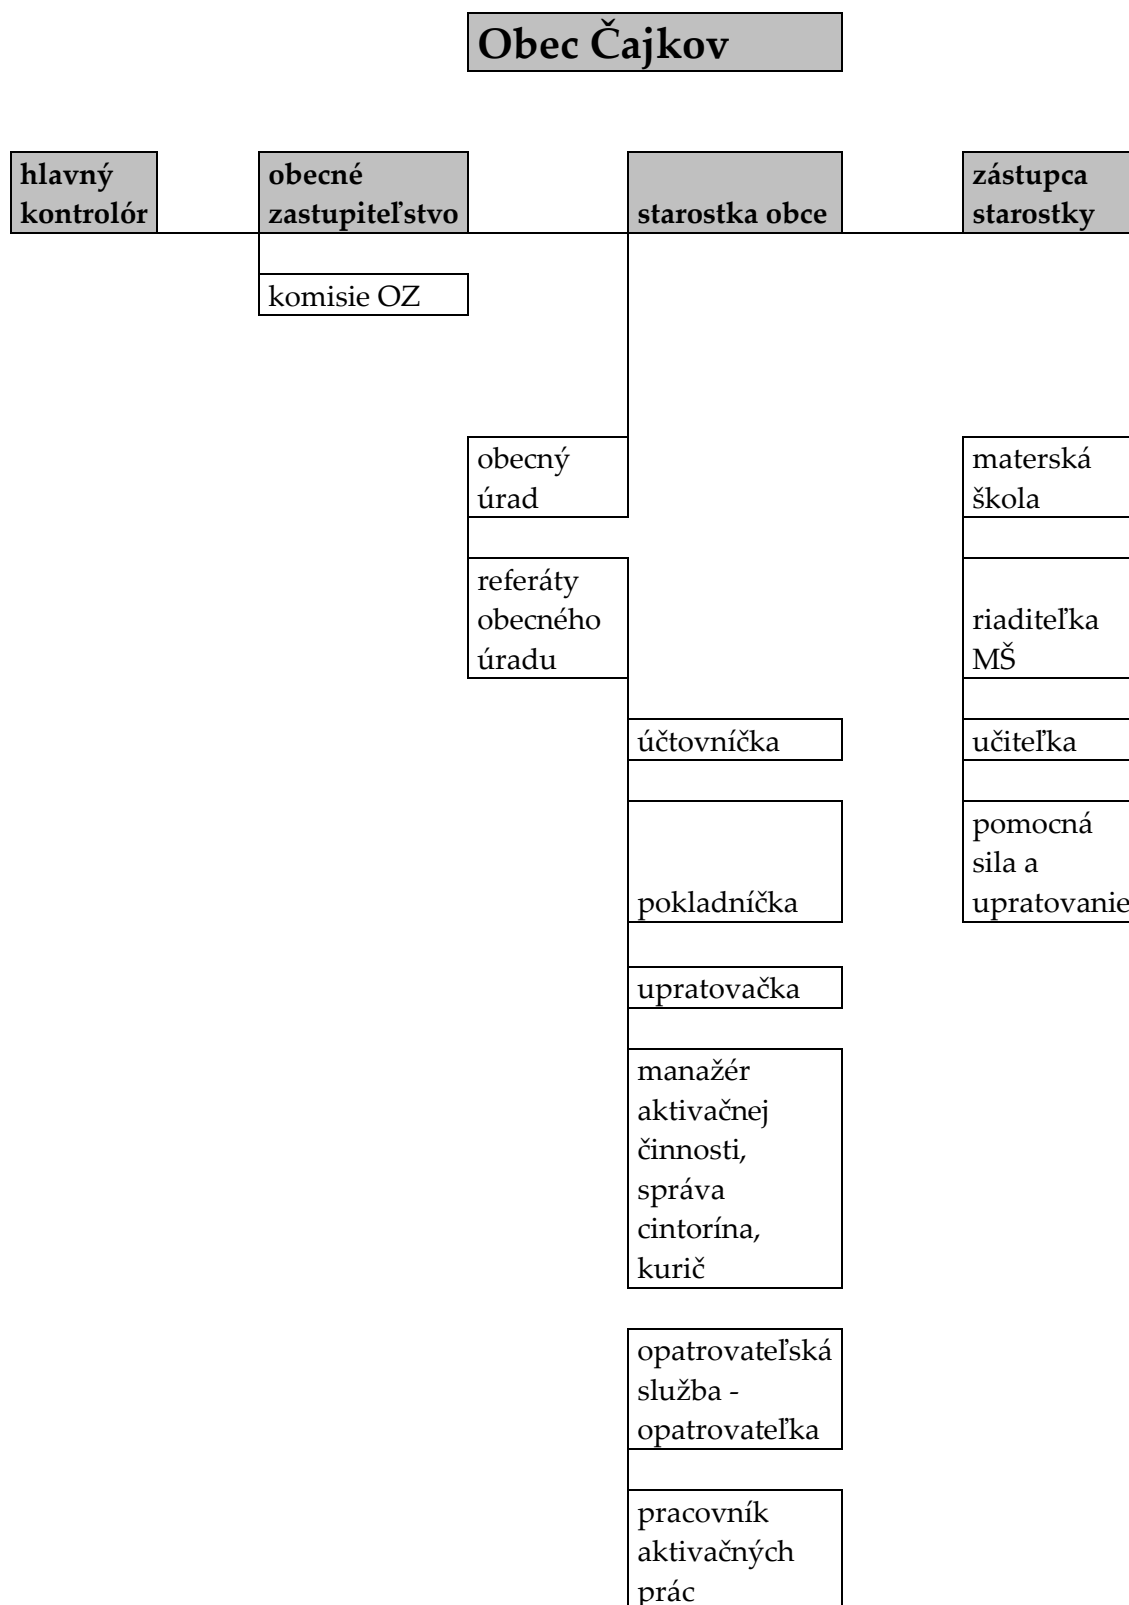 Obec Čajkov
hlavný
kontrolór
obecné
zastupiteľstvo
starostka obce
zástupca
starostky
komisie OZ
obecný
úrad
materská
škola
referáty
obecného
úradu
riaditeľka
MŠ
účtovníčka
učiteľka
pokladníčka
pomocná
sila a
upratovanie
upratovačka
manažér
aktivačnej
činnosti,
správa
cintorína,
kurič
opatrovateľská
služba -
opatrovateľka
pracovník
aktivačných
prác